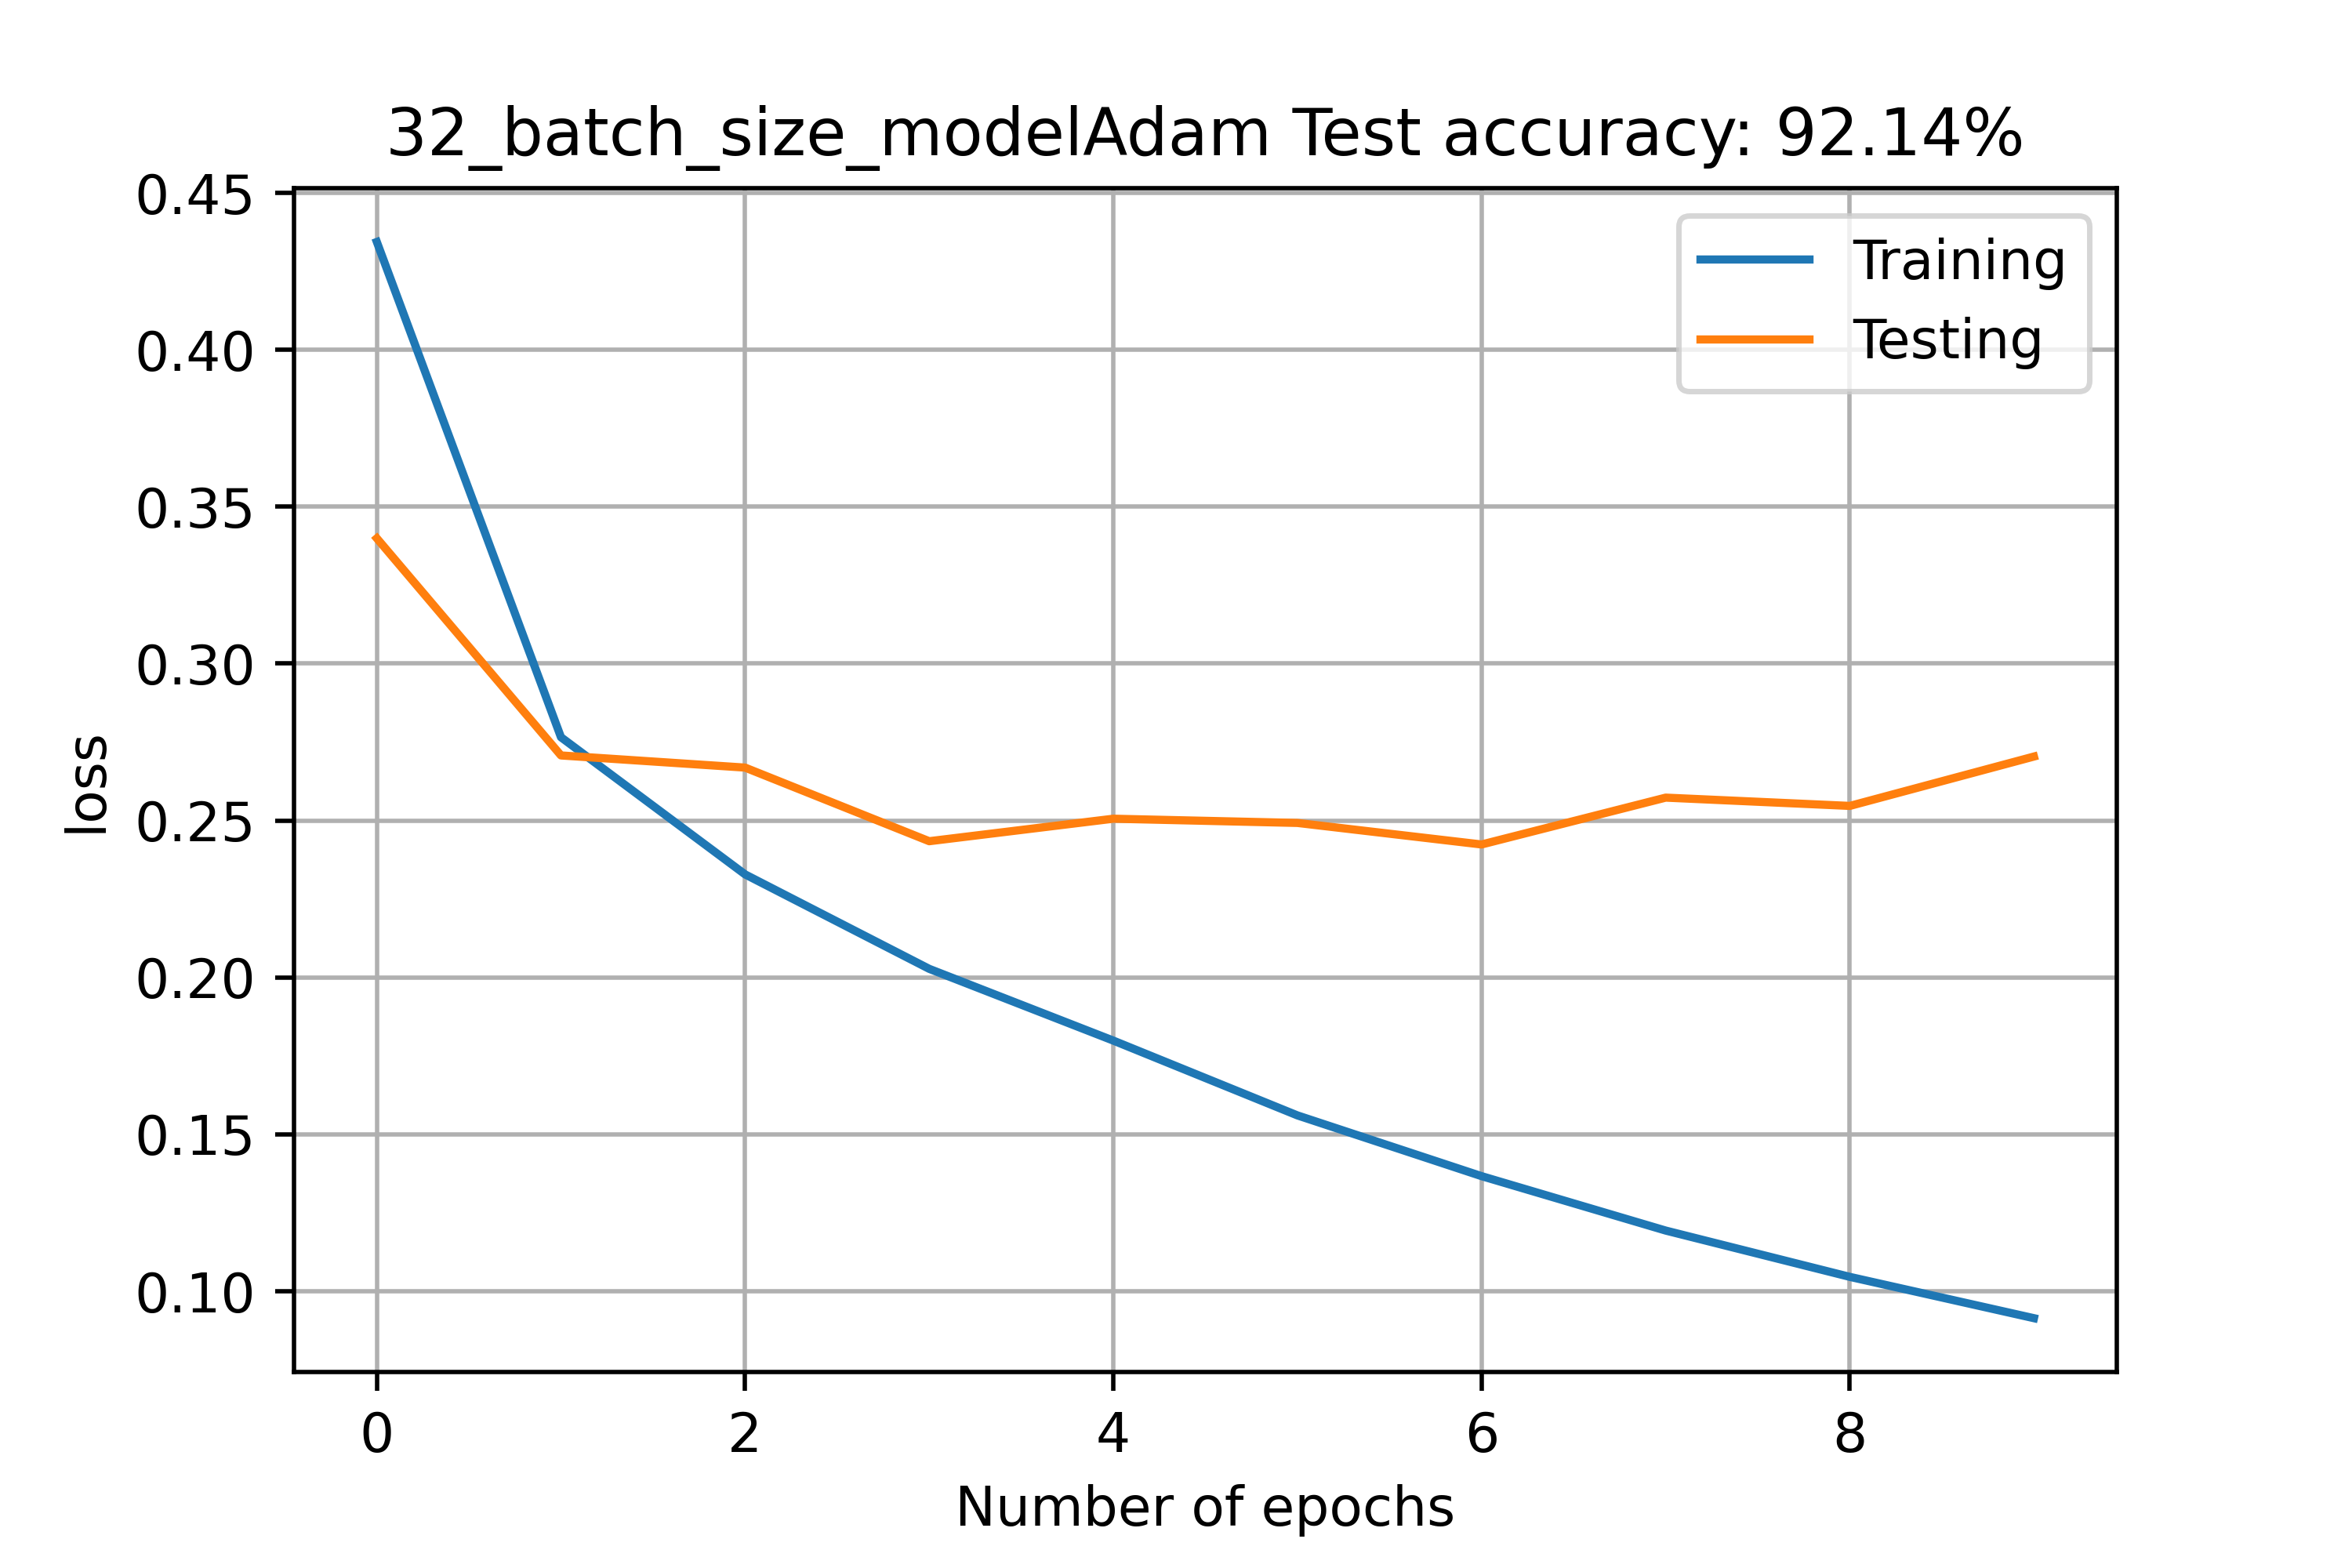 32_batch_size_modelAdam Test accuracy: 92.14%
0.45
0.40
0.35
0.30
0.25
0.20
0.15
0.10
loss
Training
Testing
0 2 4 6 8
Number of epochs